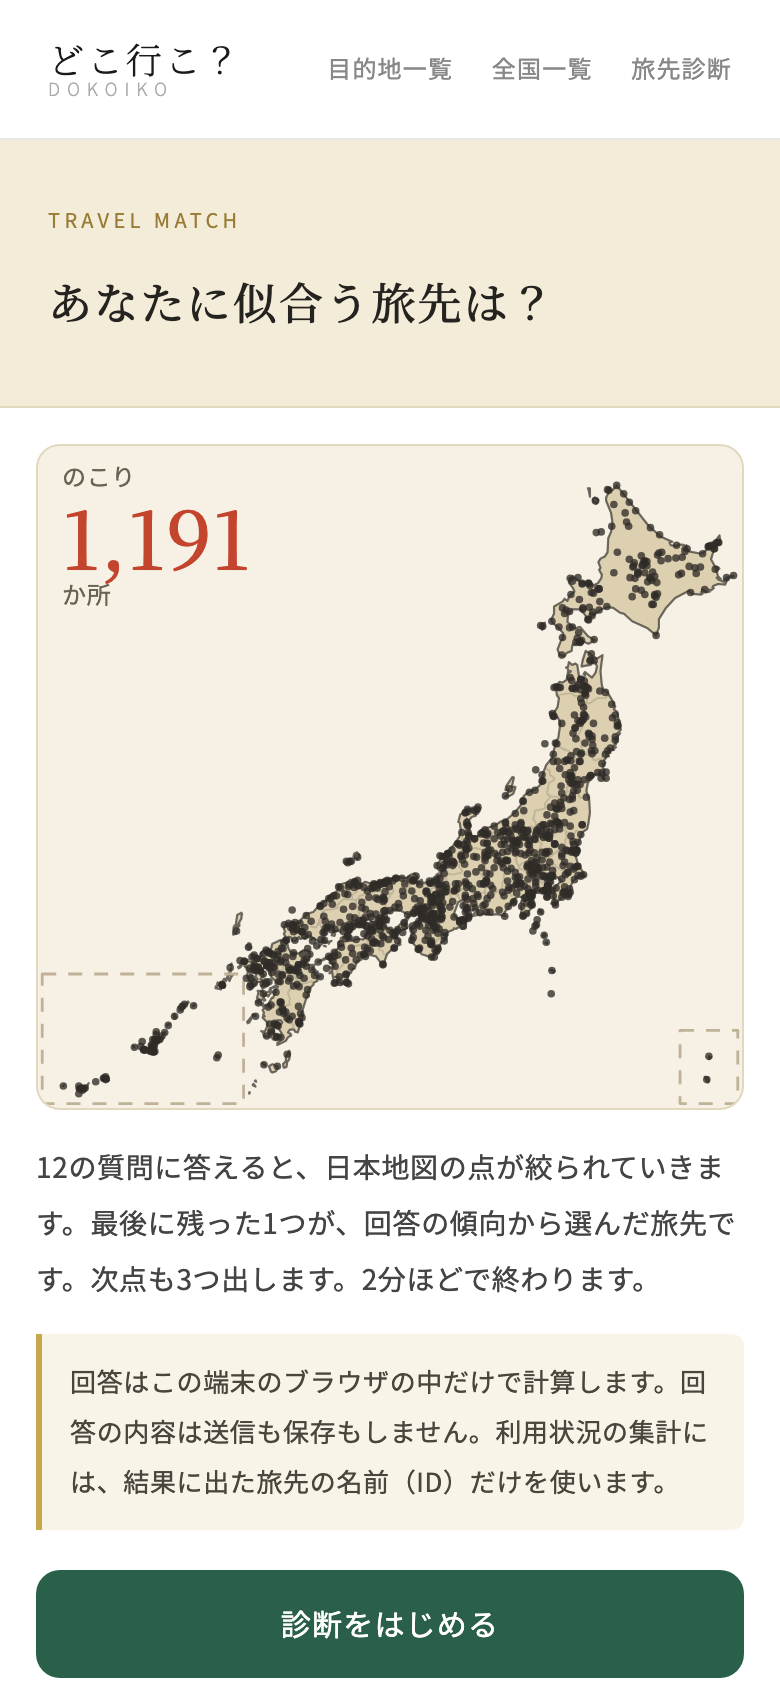 どこ行こ？
DOKOIKO
目的地一覧 全国一覧 旅先診断
TRAVEL MATCH
あなたに似合う旅先は？
のこり
1,191
か所
12の質問に答えると、日本地図の点が絞られていきま
す。最後に残った1つが、回答の傾向から選んだ旅先で
す。次点も3つ出します。2分ほどで終わります。
回答はこの端末のブラウザの中だけで計算します。回
答の内容は送信も保存もしません。利用状況の集計に
は、結果に出た旅先の名前（ID）だけを使います。
診断をはじめる